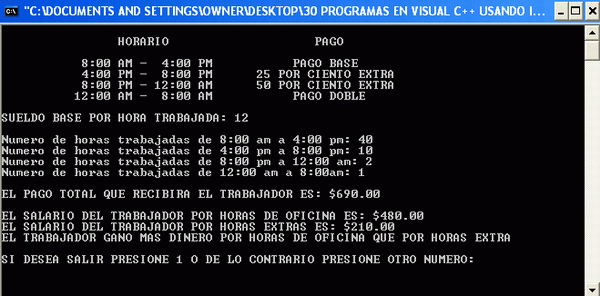 "C:\DOCUMENTS AND SETTINGS\OWNER\DESKTOP\30 PROGRAMAS EN VISUAL C++ USANDO I...
HORARIO PAGO
8:00 AM - 4:00 PM PAGO BASE
4:00 PM - 8:00 PM 25 POR CIENTO EXTRA
8:00 PM - 12:00 AM 50 POR CIENTO EXTRA
12:00 AM - 8:00 AM PAGO DOBLE
SUELDO BASE POR HORA TRABAJADA: 12
Numero de horas trabajadas de 8:00 am a 4:00 pm: 40
Numero de horas trabajadas de 4:00 pm a 8:00 pm: 10
Numero de horas trabajadas de 8:00 pm a 12:00 am: 2
Numero de horas trabajadas de 12:00 am a 8:00am: 1
EL PAGO TOTAL QUE RECIBIRA EL TRABAJADOR ES: $690.00
EL SALARIO DEL TRABAJADOR POR HORAS DE OFICINA ES: $480.00
EL SALARIO DEL TRABAJADOR POR HORAS EXTRAS ES: $210.00
EL TRABAJADOR GANO MAS DINERO POR HORAS DE OFICINA QUE POR HORAS EXTRA
SI DESEA SALIR PRESIONE 1 O DE LO CONTRARIO PRESIONE OTRO NUMERO: